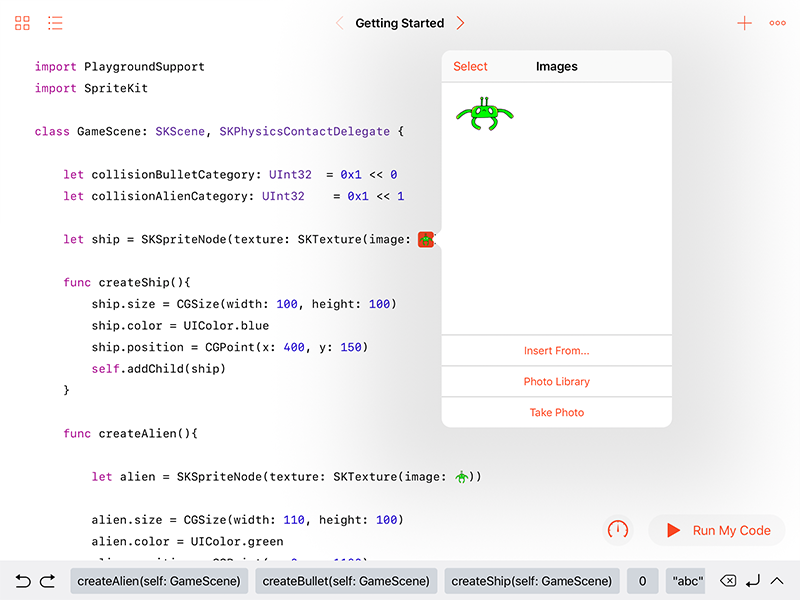 Getting Started
import PlaygroundSupport
import SpriteKit
class GameScene: SKScene, SKPhysicsContactDelegate {
let collisionBulletCategory: UInt32  = 0x1 << 0
let collisionAlienCategory: UInt32    = 0x1 << 1
let ship = SKSpriteNode(texture: SKTexture(image:
func createShip(){
ship.size = CGSize(width: 100, height: 100)
ship.color = UIColor.blue
ship.position = CGPoint(x: 400, y: 150)
self.addChild(ship)
}
func createAlien(){
let alien = SKSpriteNode(texture: SKTexture(image: ))
alien.size = CGSize(width: 110, height: 100)
alien.color = UIColor.green
Select
Images
Insert From...
Photo Library
Take Photo
Run My Code
createAlien(self: GameScene)
createBullet(self: GameScene)
createShip(self: GameScene)
0
"abc"